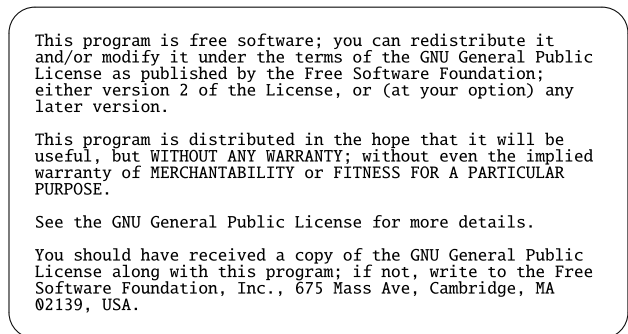 This program is free software; you can redistribute it
and/or modify it under the terms of the GNU General Public
License as published by the Free Software Foundation;
either version 2 of the License, or (at your option) any
later version.
This program is distributed in the hope that it will be
useful, but WITHOUT ANY WARRANTY; without even the implied
warranty of MERCHANTABILITY or FITNESS FOR A PARTICULAR
PURPOSE.
See the GNU General Public License for more details.
You should have received a copy of the GNU General Public
License along with this program; if not, write to the Free
Software Foundation, Inc., 675 Mass Ave, Cambridge, MA
02139, USA.